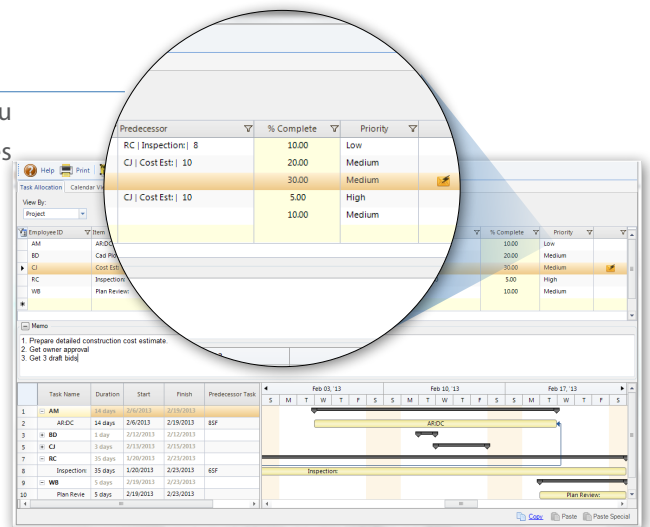 u
es
Predecessor % Complete Priority
RC | Inspection: | 8 10.00 Low
CJ | Cost Est: | 10 20.00 Medium
30.00 Medium
CJ | Cost Est: | 10 5.00 High
10.00 Medium
Help Print
Task Allocation Calendar
View By:
Project
Employee ID Item % Complete Priority
AM AR:DC 10.00 Low
BD Cad 20.00 Medium
CJ Cost Est: 30.00 Medium
RC Inspection: 5.00 High
WB Plan Review: 10.00 Medium
Memo
1. Prepare detailed construction cost estimate.
2. Get owner approval
3. Get 3 draft bids
Feb 03, '13 Feb 10, '13 Feb 17, '13
Task Name Duration Start Finish Predecessor Task S M T W T F S S M T W T F S S M T W T F S
1 AM 14 days 2/6/2013 2/19/2013
2 AR:DC 14 days 2/6/2013 2/19/2013 8SF AR:DC
3 BD 1 day 2/12/2013 2/12/2013
5 CJ 3 days 2/13/2013 2/15/2013
7 RC 35 days 1/20/2013 2/23/2013
8 Inspection: 35 days 1/20/2013 2/23/2013 6SF Inspection:
9 WB 5 days 2/19/2013 2/23/2013
10 Plan Revie 5 days 2/19/2013 2/23/2013 Plan Review:
Copy Paste Paste Special